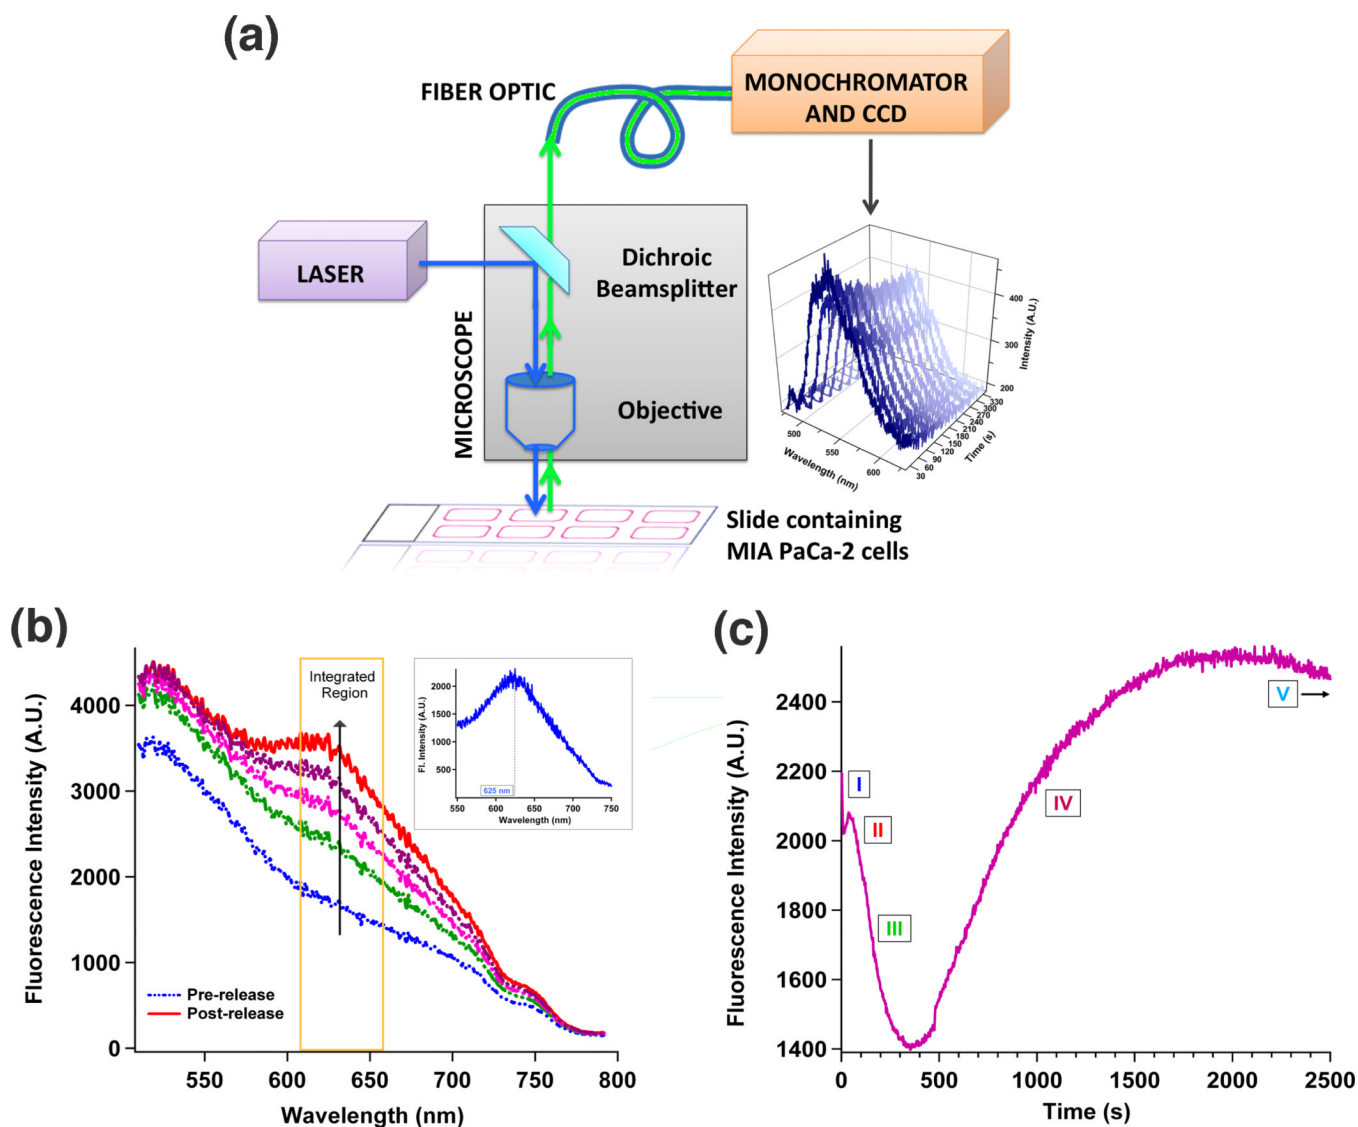 (a)
FIBER OPTIC
MONOCHROMATOR
AND CCD
LASER
MICROSCOPE
Dichroic
Beamsplitter
Objective
Slide containing
MIA PaCa-2 cells
400
300
200
Intensity (A.U.)
500
550
600
Wavelength (nm)
30
60
90
120
150
180
210
240
270
300
330
Time (s)
(b)
Fluorescence Intensity (A.U.)
4000
3000
2000
1000
0
Integrated
Region
Pre-release
Post-release
550
600
650
700
750
800
Wavelength (nm)
Fl. Intensity (A.U.)
2000
1500
1000
500
625 nm
550
600
650
700
750
Wavelength (nm)
(c)
Fluorescence Intensity (A.U.)
2400
2200
2000
1800
1600
1400
I
II
III
IV
V
0
500
1000
1500
2000
2500
Time (s)